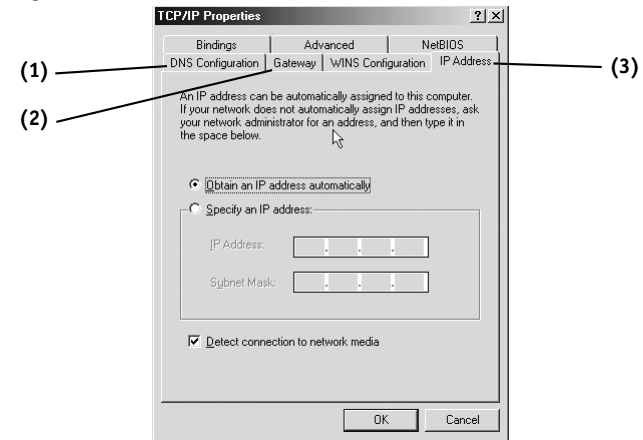 TCP/IP Properties
Bindings Advanced NetBIOS
DNS Configuration Gateway WINS Configuration IP Address
(1)
(2)
(3)
An IP address can be automatically assigned to this computer.
If your network does not automatically assign IP addresses, ask
your network administrator for an address, and then type it in
the space below.
Obtain an IP address automatically
Specify an IP address:
IP Address:
Subnet Mask:
Detect connection to network media
OK Cancel